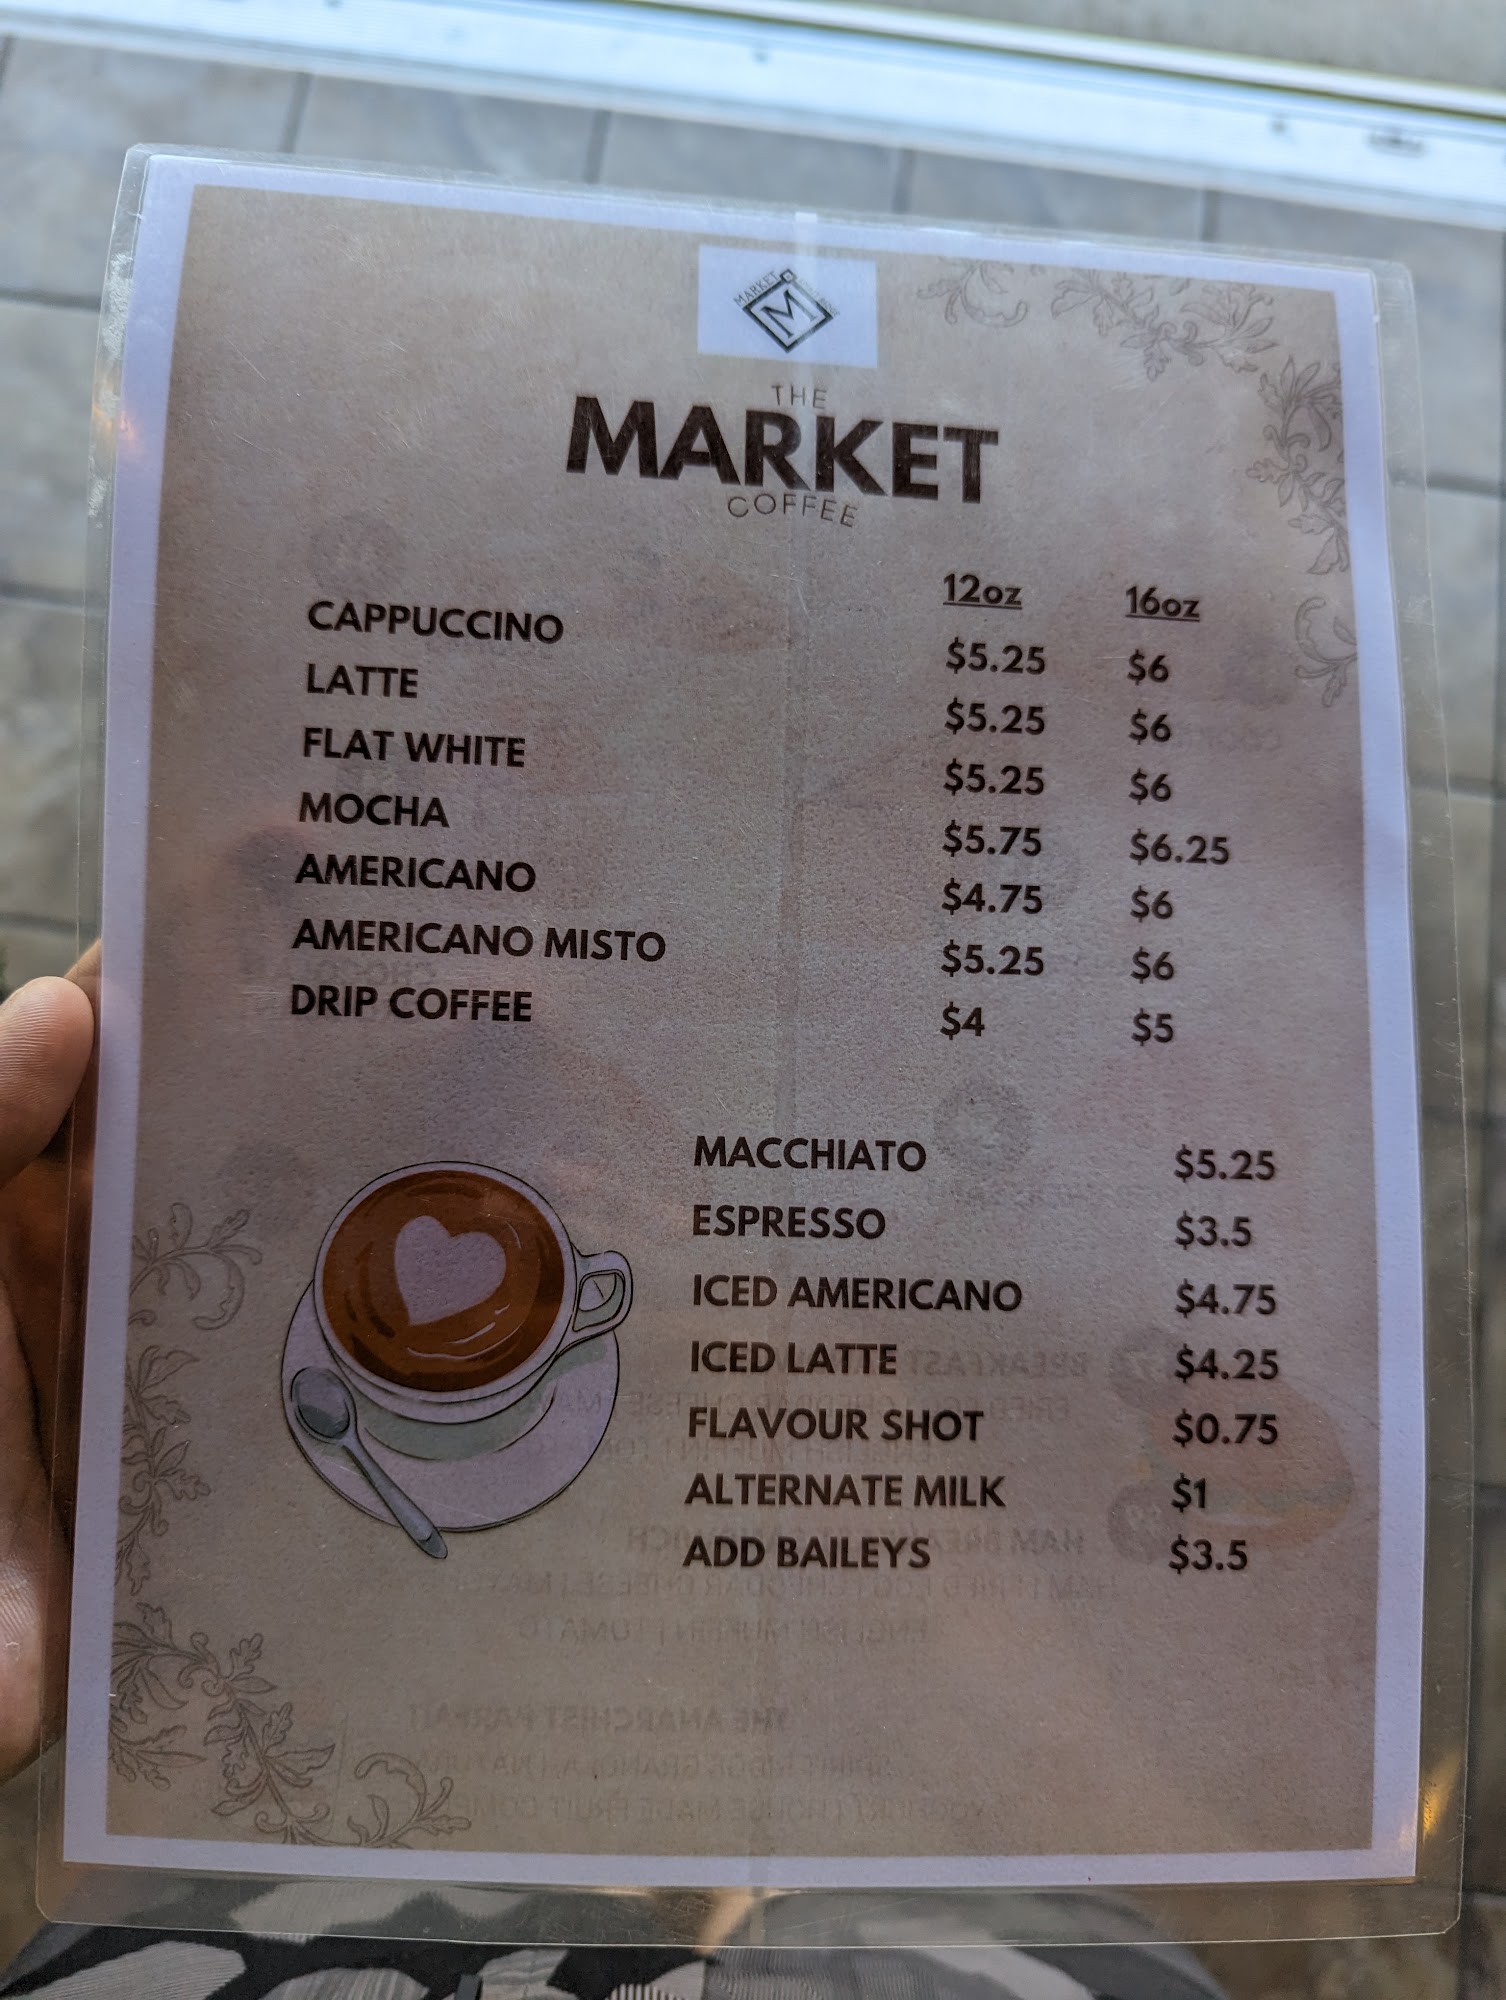 MARKET
M
THE
MARKET
COFFEE
12oz 16oz
CAPPUCCINO $5.25 $6
LATTE $5.25 $6
FLAT WHITE $5.25 $6
MOCHA $5.75 $6.25
AMERICANO $4.75 $6
AMERICANO MISTO $5.25 $6
DRIP COFFEE $4 $5
MACCHIATO $5.25
ESPRESSO $3.5
ICED AMERICANO $4.75
ICED LATTE $4.25
FLAVOUR SHOT $0.75
ALTERNATE MILK $1
ADD BAILEYS $3.5